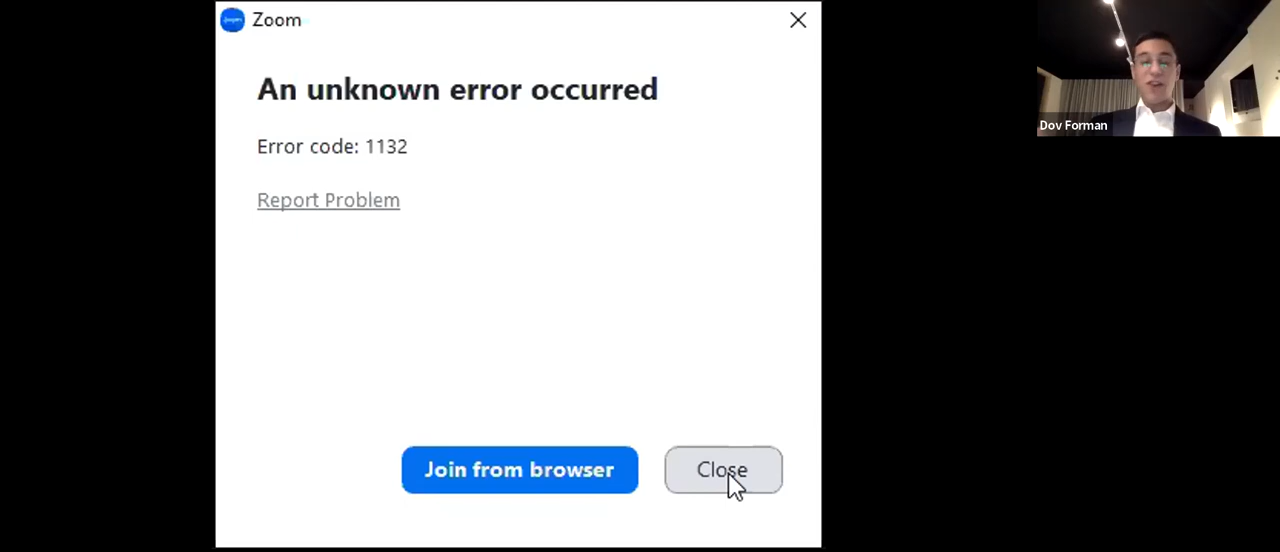 Zoom
An unknown error occurred
Error code: 1132
Report Problem
Join from browser
Close
Dov Forman